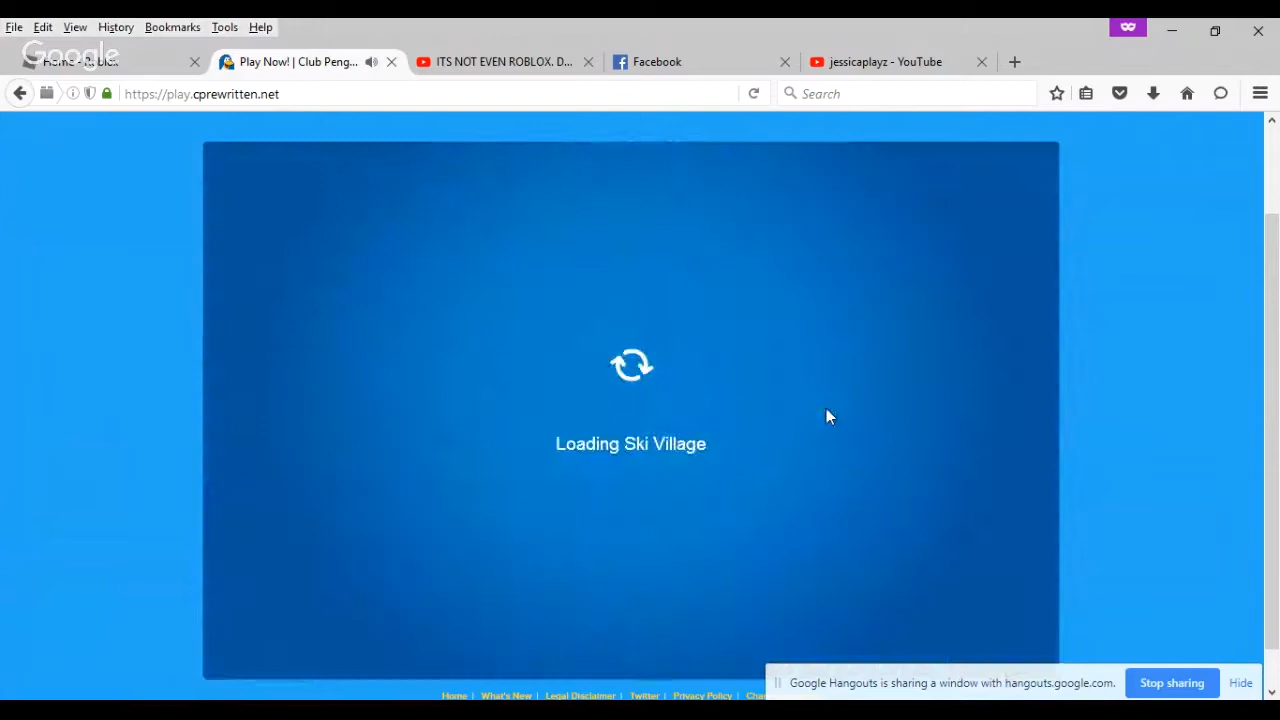 File Edit View History Bookmarks Tools Help
Google
Home - Roblox Play Now! | Club Peng... ITS NOT EVEN ROBLOX. D... Facebook jessicaplayz - YouTube
https://play.cprewritten.net Search
Loading Ski Village
Google Hangouts is sharing a window with hangouts.google.com. Stop sharing Hide
Home | What's New | Legal Disclaimer | Twitter | Privacy Policy |